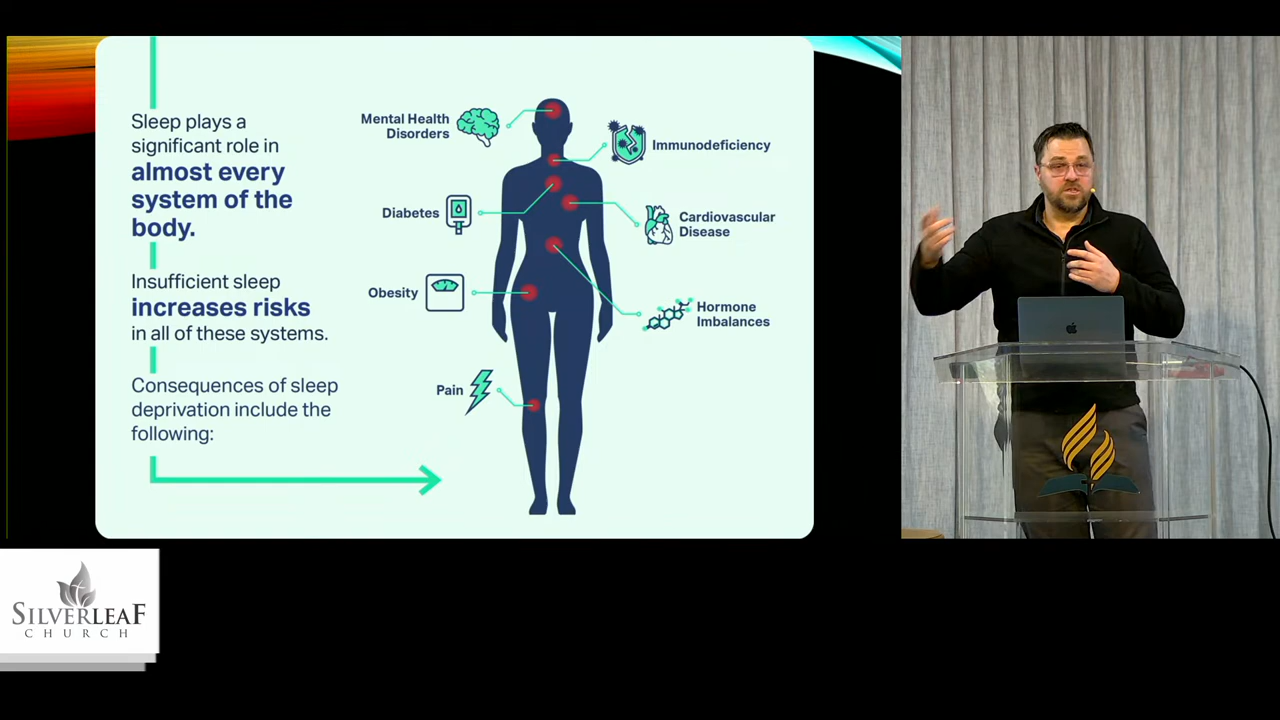 Sleep plays a
significant role in
almost every
system of the
body.
Insufficient sleep
increases risks
in all of these systems.
Consequences of sleep
deprivation include the
following:
Mental Health
Disorders
Immunodeficiency
Diabetes
Cardiovascular
Disease
Obesity
Hormone
Imbalances
Pain
SILVERLEAF
CHURCH